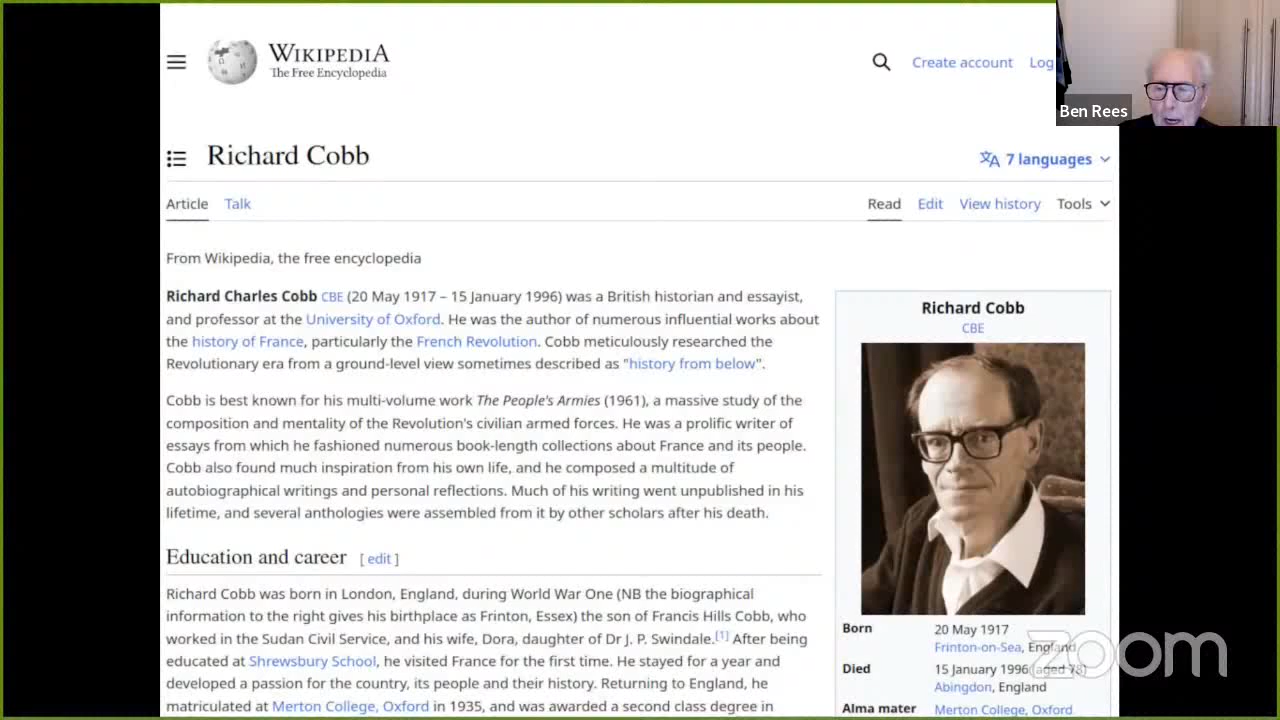 WIKIPEDIA
The Free Encyclopedia
Create account Log
Ben Rees
Richard Cobb
7 languages
Article Talk
Read Edit View history Tools
From Wikipedia, the free encyclopedia
Richard Charles Cobb CBE (20 May 1917 – 15 January 1996) was a British historian and essayist,
and professor at the University of Oxford. He was the author of numerous influential works about
the history of France, particularly the French Revolution. Cobb meticulously researched the
Revolutionary era from a ground-level view sometimes described as "history from below".
Cobb is best known for his multi-volume work The People's Armies (1961), a massive study of the
composition and mentality of the Revolution's civilian armed forces. He was a prolific writer of
essays from which he fashioned numerous book-length collections about France and its people.
Cobb also found much inspiration from his own life, and he composed a multitude of
autobiographical writings and personal reflections. Much of his writing went unpublished in his
lifetime, and several anthologies were assembled from it by other scholars after his death.
Education and career [ edit ]
Richard Cobb was born in London, England, during World War One (NB the biographical
information to the right gives his birthplace as Frinton, Essex) the son of Francis Hills Cobb, who
worked in the Sudan Civil Service, and his wife, Dora, daughter of Dr J. P. Swindale.[1] After being
educated at Shrewsbury School, he visited France for the first time. He stayed for a year and
developed a passion for the country, its people and their history. Returning to England, he
matriculated at Merton College, Oxford in 1935, and was awarded a second class degree in
Richard Cobb
CBE
Born 20 May 1917
Frinton-on-Sea, England
Died 15 January 1996 (aged 78)
Abingdon, England
Alma mater Merton College, Oxford
zoom